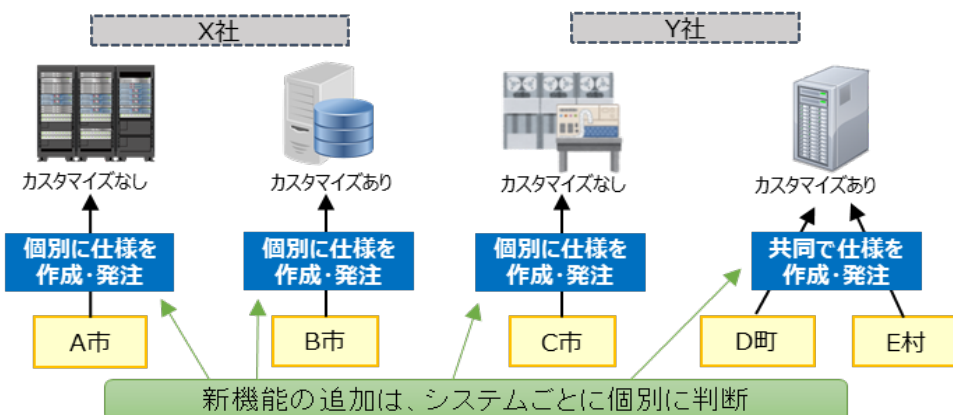 X社
Y社
カスタマイズなし
カスタマイズあり
カスタマイズなし
カスタマイズあり
個別に仕様を
作成・発注
個別に仕様を
作成・発注
個別に仕様を
作成・発注
共同で仕様を
作成・発注
A市
B市
C市
D町
E村
新機能の追加は、システムごとに個別に判断